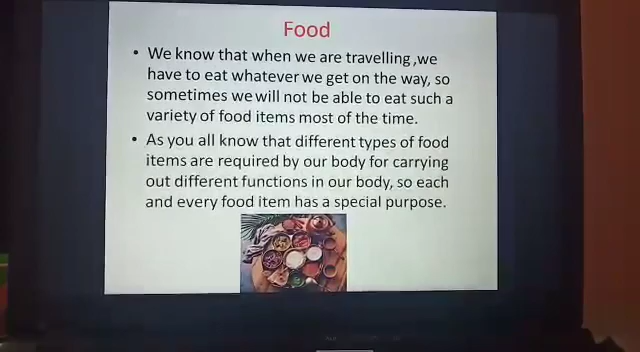 Food
• We know that when we are travelling ,we
have to eat whatever we get on the way, so
sometimes we will not be able to eat such a
variety of food items most of the time.
• As you all know that different types of food
items are required by our body for carrying
out different functions in our body, so each
and every food item has a special purpose.